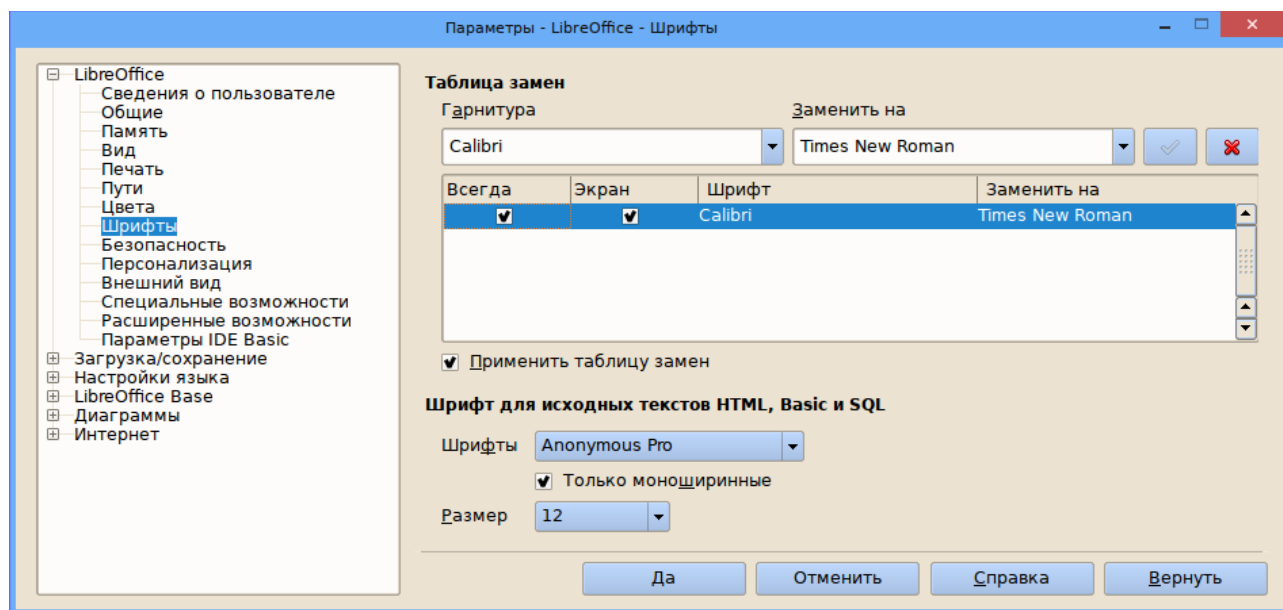 Параметры - LibreOffice - Шрифты
LibreOffice
Сведения о пользователе
Общие
Память
Вид
Печать
Пути
Цвета
Шрифты
Безопасность
Персонализация
Внешний вид
Специальные возможности
Расширенные возможности
Параметры IDE Basic
Загрузка/сохранение
Настройки языка
LibreOffice Base
Диаграммы
Интернет
Таблица замен
Гарнитура Заменить на
Calibri Times New Roman
Всегда Экран Шрифт Заменить на
Calibri Times New Roman
Применить таблицу замен
Шрифт для исходных текстов HTML, Basic и SQL
Шрифты Anonymous Pro
Только моноширинные
Размер 12
Да Отменить Справка Вернуть